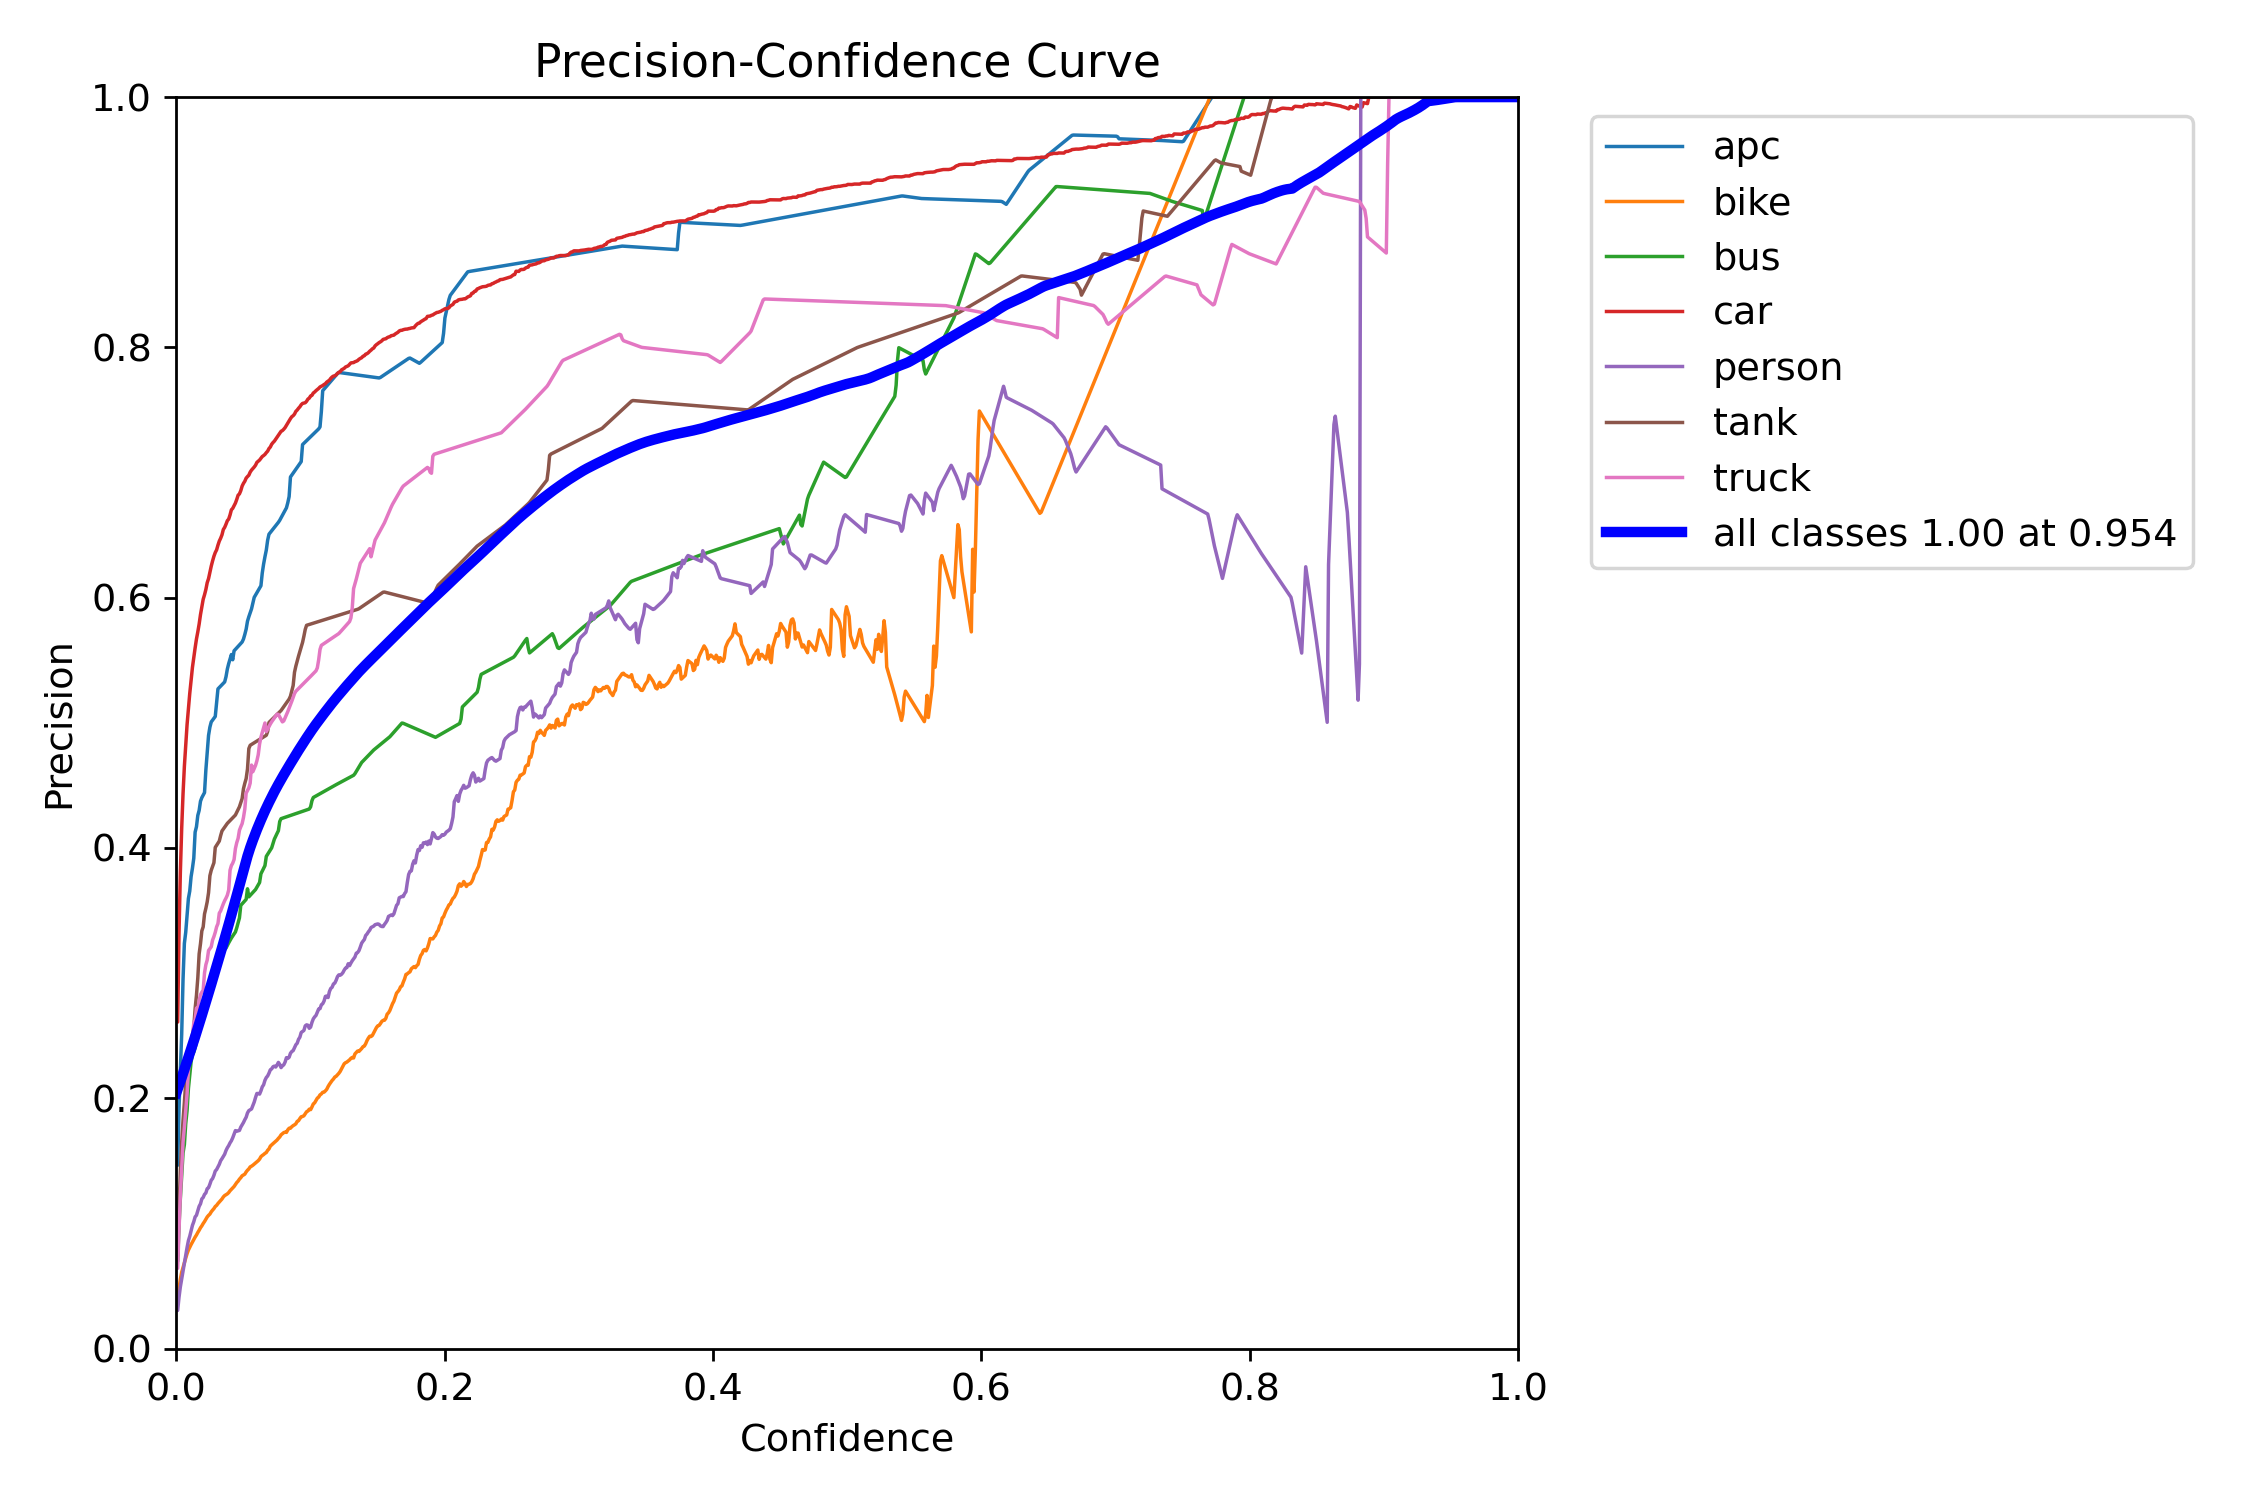 Precision-Confidence Curve
1.0
0.8
0.6
0.4
0.2
0.0
Precision
0.0 0.2 0.4 0.6 0.8 1.0
Confidence
apc
bike
bus
car
person
tank
truck
all classes 1.00 at 0.954